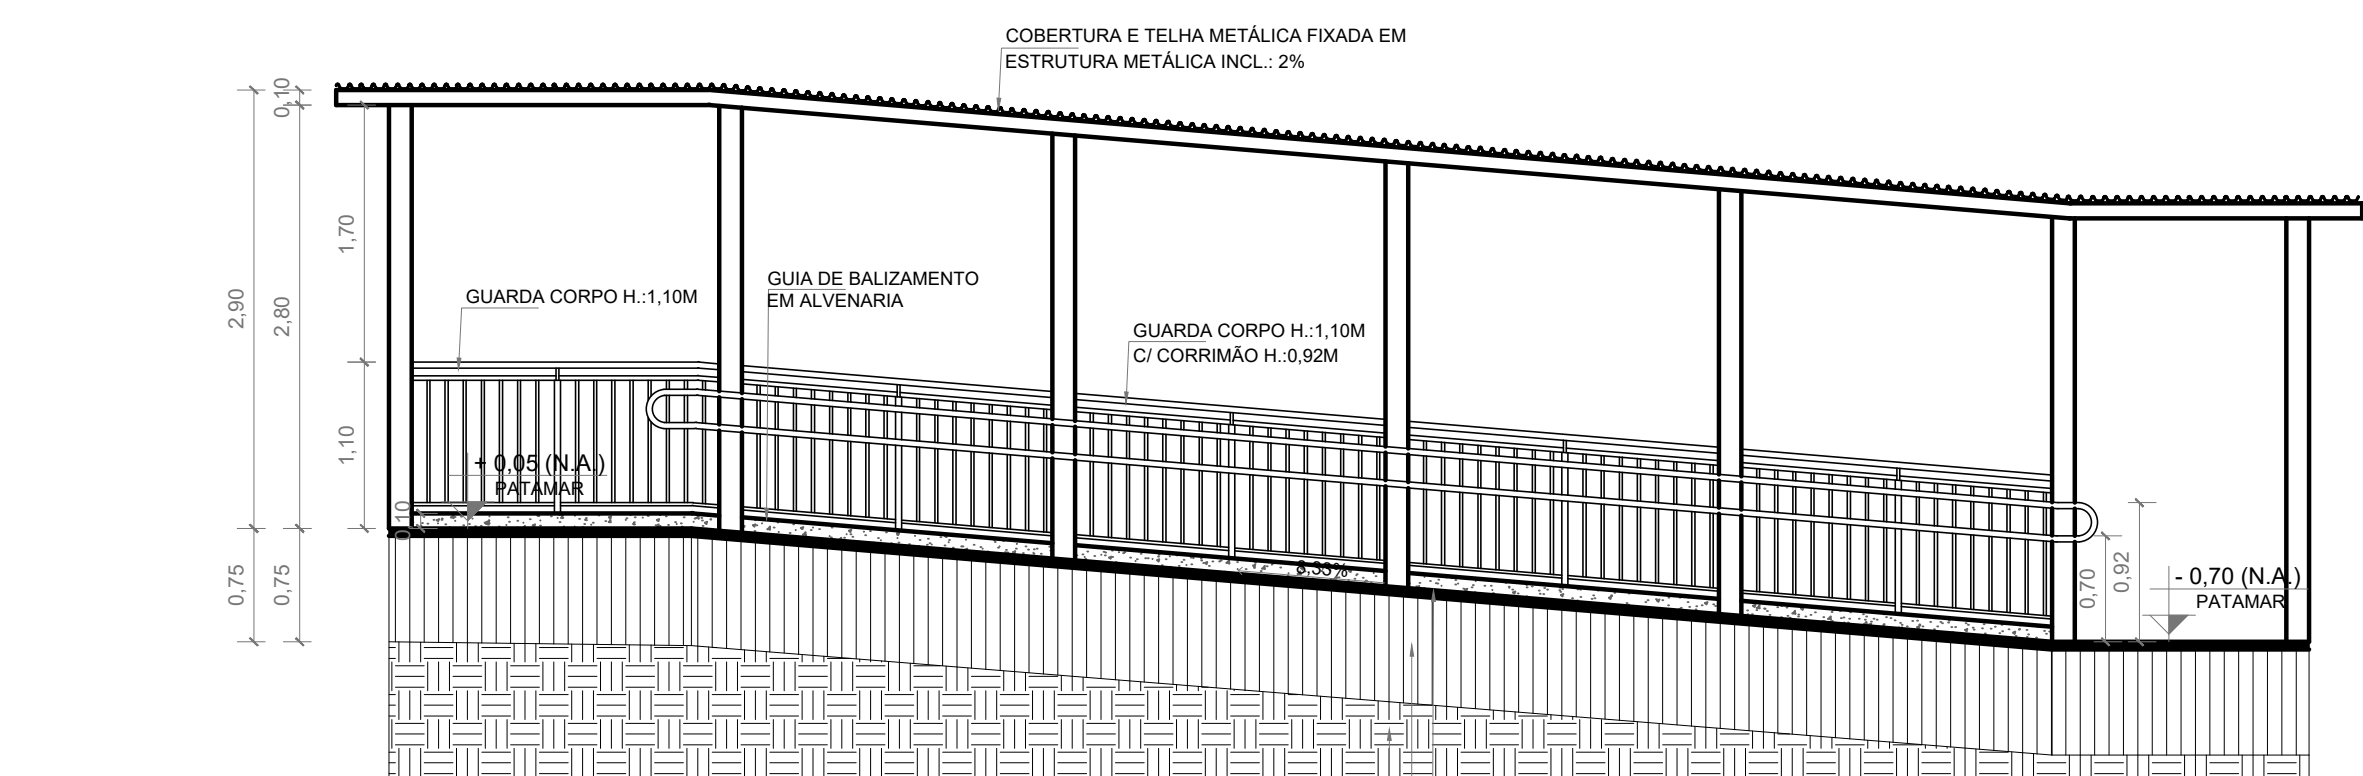 COBERTURA E TELHA METÁLICA FIXADA EM
ESTRUTURA METÁLICA INCL.: 2%
0,10
1,70
2,90
2,80
GUARDA CORPO H.:1,10M
GUIA DE BALIZAMENTO
EM ALVENARIA
GUARDA CORPO H.:1,10M
C/ CORRIMÃO H.:0,92M
1,10
+ 0,05 (N.A.)
PATAMAR
0,10
0,75
0,75
8,33%
0,70
0,92
- 0,70 (N.A.)
PATAMAR